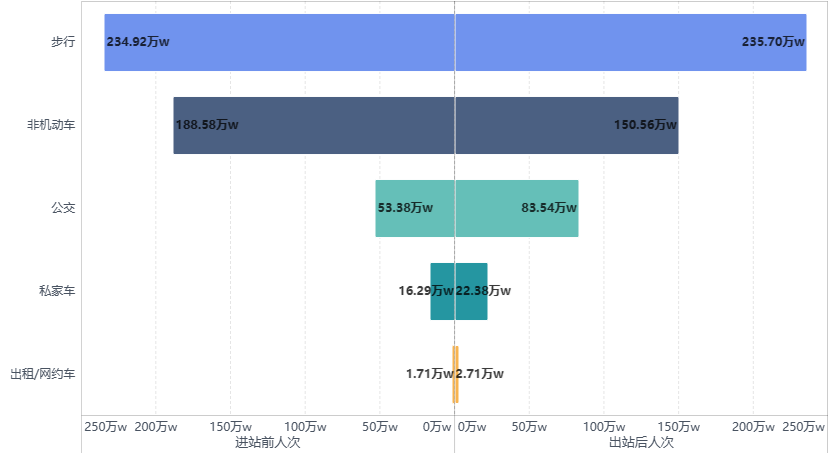 步行 234.92万w 235.70万w
非机动车 188.58万w 150.56万w
公交 53.38万w 83.54万w
私家车 16.29万w 22.38万w
出租/网约车 1.71万w 2.71万w
250万w 200万w 150万w 100万w 50万w 0万w 0万w 50万w 100万w 150万w 200万w 250万w
进站前人次 出站后人次